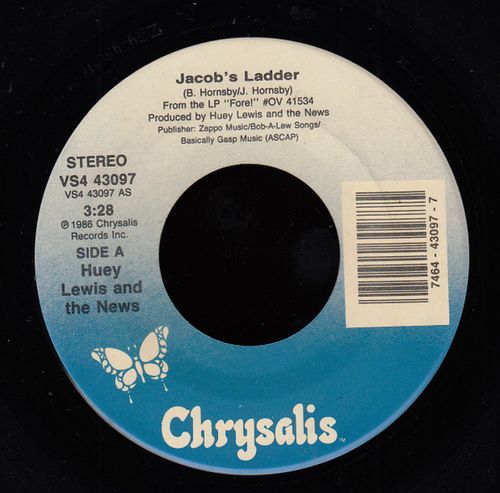 Jacob's Ladder
(B. Hornsby/J. Hornsby)
From the LP "Fore!" #OV 41534
Produced by Huey Lewis and the News
Publisher: Zappo Music/Bob-A-Lew Songs/
Basically Gasp Music (ASCAP)
STEREO
VS4 43097
VS4 43097 AS
3:28
℗ 1986 Chrysalis
Records Inc.
SIDE A
Huey
Lewis and
the News
7464 - 43097 - 7
Chrysalis™